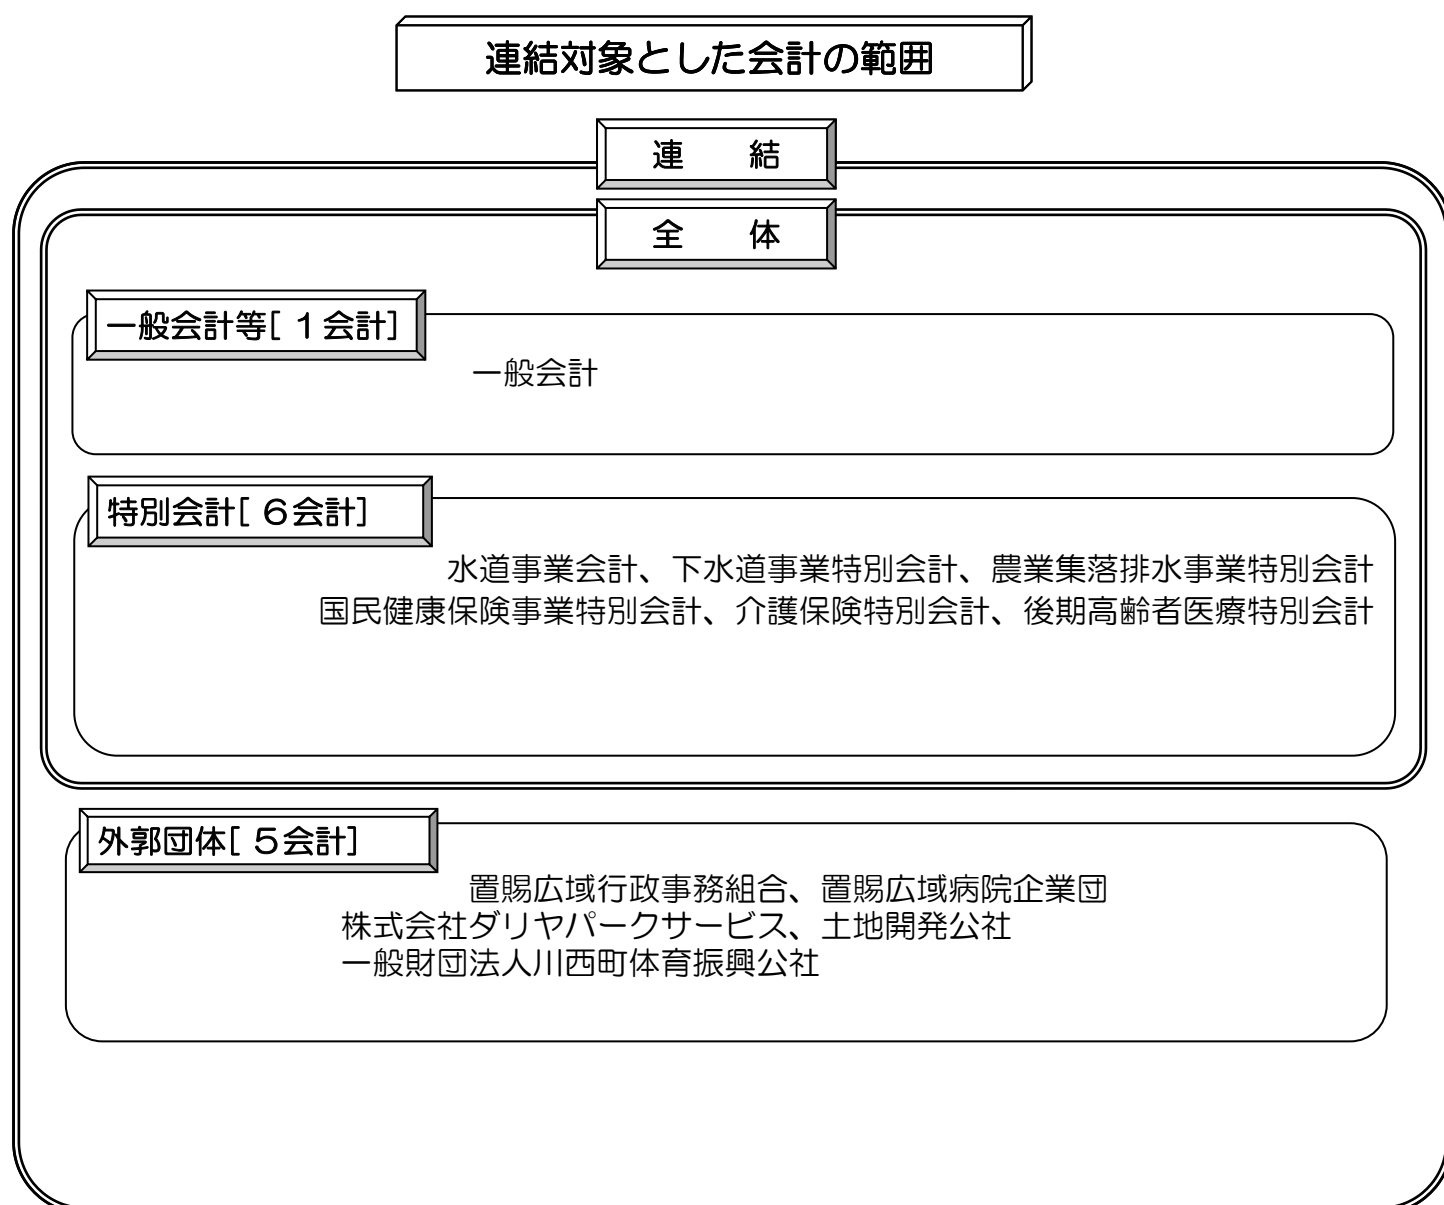 連結対象とした会計の範囲
連　　結
全　　体
一般会計等[ １会計]
一般会計
特別会計[ ６会計]
水道事業会計、下水道事業特別会計、農業集落排水事業特別会計
国民健康保険事業特別会計、介護保険特別会計、後期高齢者医療特別会計
外郭団体[ ５会計]
置賜広域行政事務組合、置賜広域病院企業団
株式会社ダリヤパークサービス、土地開発公社
一般財団法人川西町体育振興公社